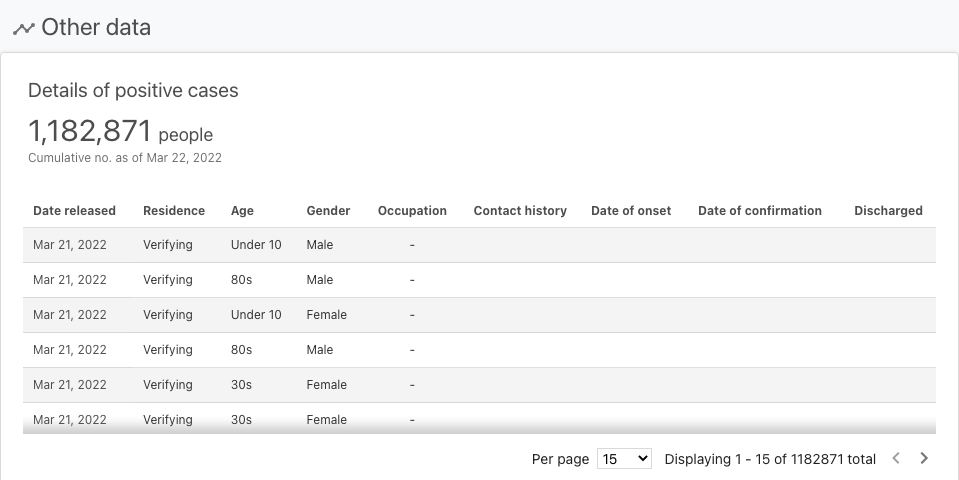 Other data
Details of positive cases
1,182,871 people
Cumulative no. as of Mar 22, 2022
Date released Residence Age Gender Occupation Contact history Date of onset Date of confirmation Discharged
Mar 21, 2022 Verifying Under 10 Male -
Mar 21, 2022 Verifying 80s Male -
Mar 21, 2022 Verifying Under 10 Female -
Mar 21, 2022 Verifying 80s Male -
Mar 21, 2022 Verifying 30s Female -
Mar 21, 2022 Verifying 30s Female -
Per page 15 Displaying 1 - 15 of 1182871 total